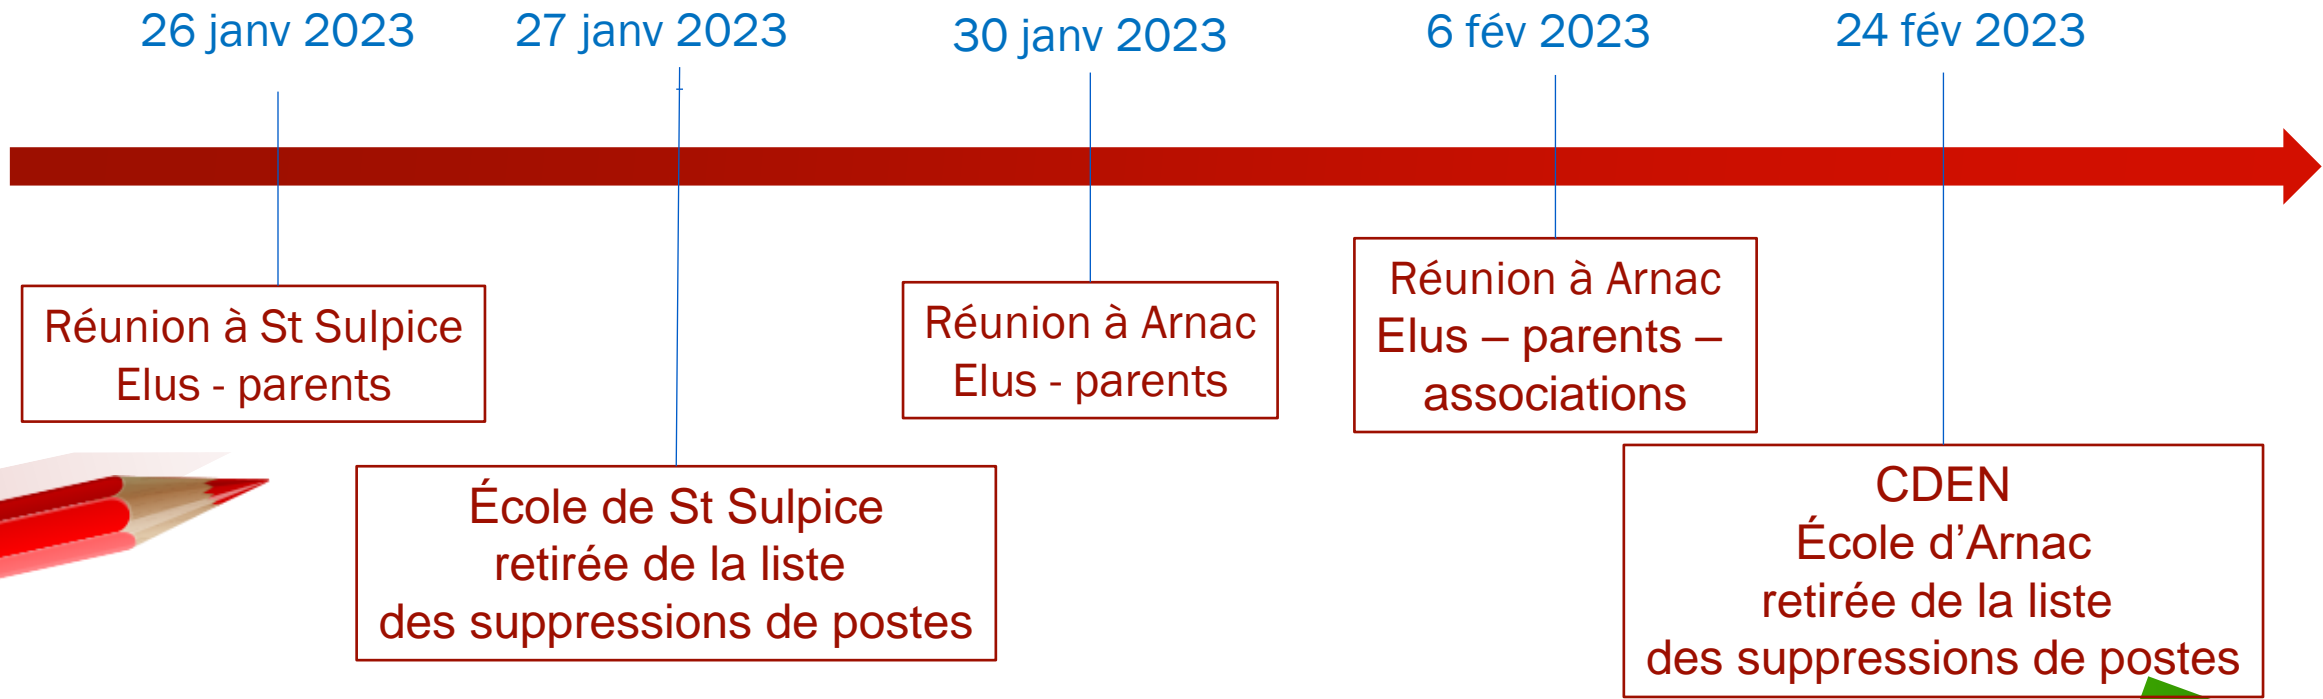 26 janv 2023
27 janv 2023
30 janv 2023
6 fév 2023
24 fév 2023
Réunion à St Sulpice
Elus - parents
École de St Sulpice
retirée de la liste
des suppressions de postes
Réunion à Arnac
Elus - parents
Réunion à Arnac
Elus – parents –
associations
CDEN
École d’Arnac
retirée de la liste
des suppressions de postes